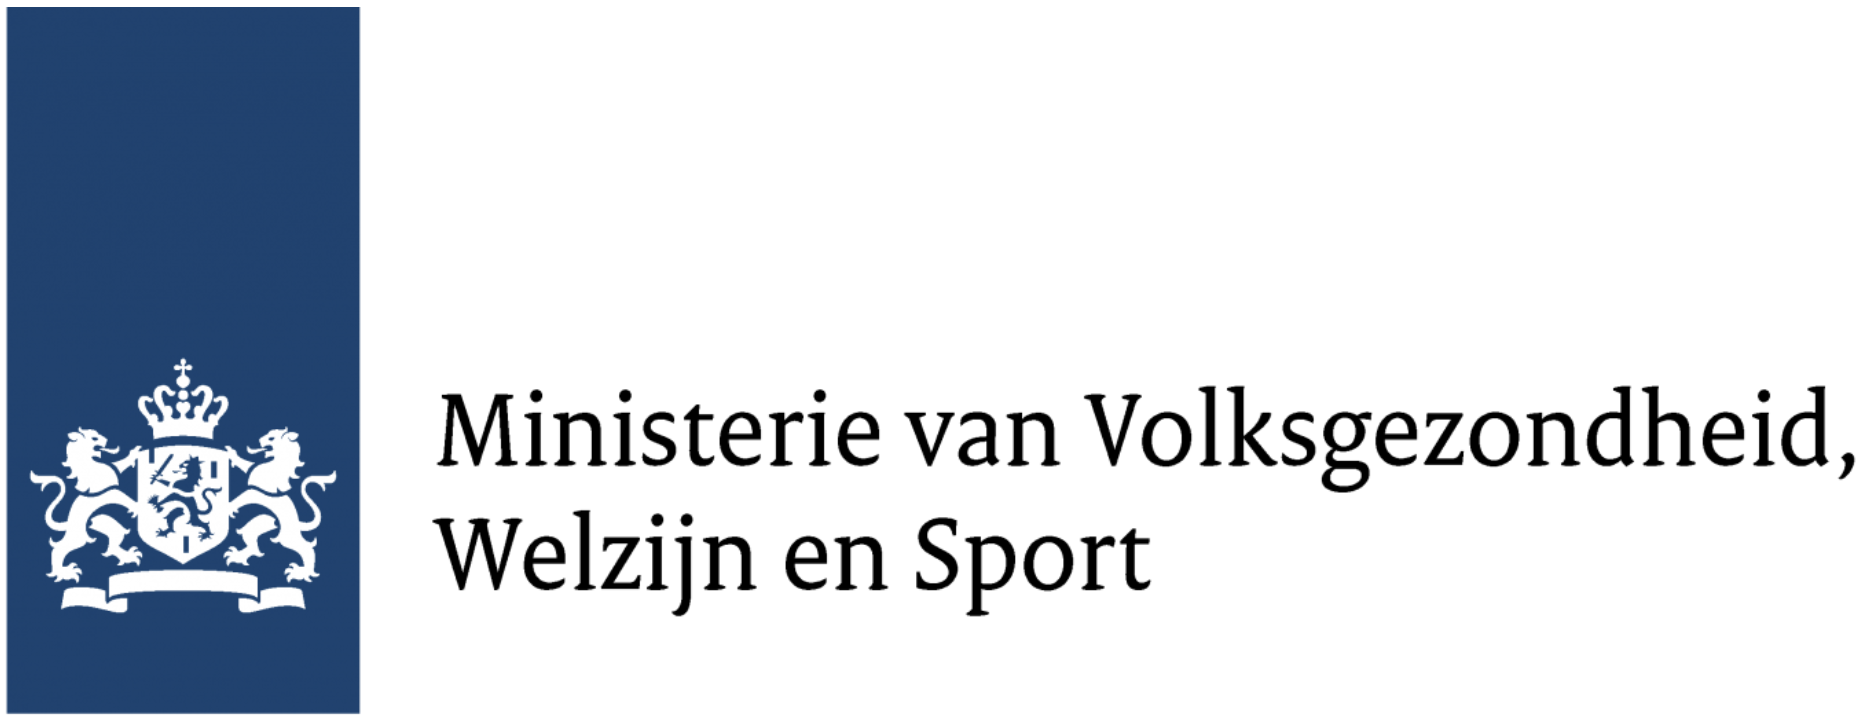 Ministerie van Volksgezondheid,
Welzijn en Sport